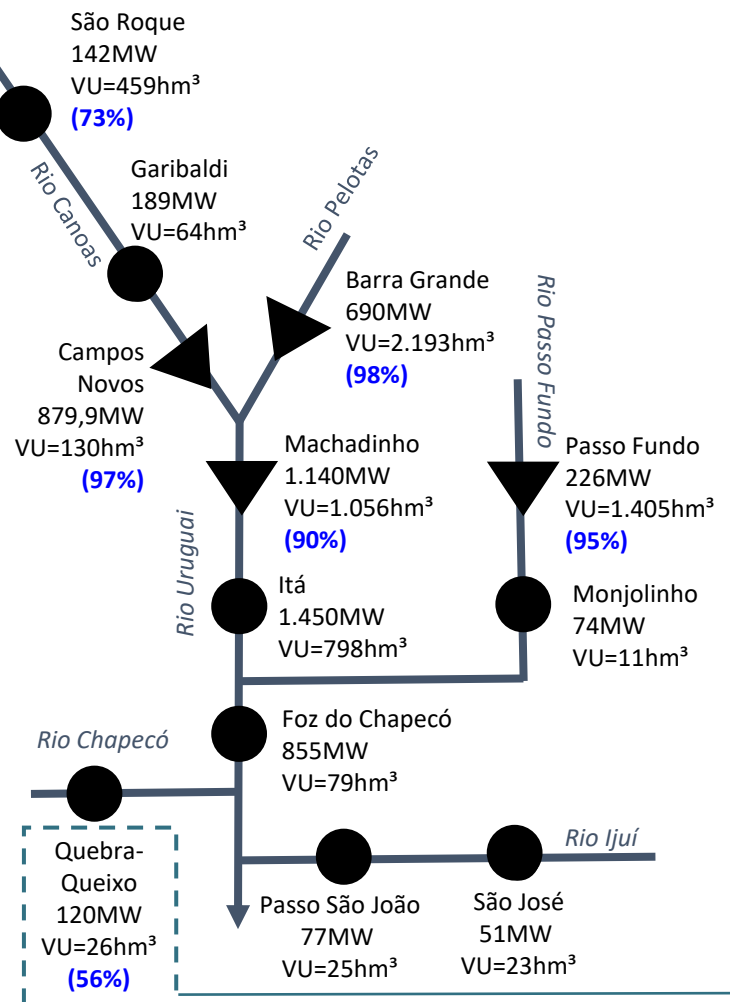 São Roque
142MW
VU=459hm³
(73%)
Rio Canoas
Garibaldi
189MW
VU=64hm³
Rio Pelotas
Barra Grande
690MW
VU=2.193hm³
(98%)
Campos
Novos
879,9MW
VU=130hm³
(97%)
Rio Passo Fundo
Machadinho
1.140MW
VU=1.056hm³
(90%)
Passo Fundo
226MW
VU=1.405hm³
(95%)
Rio Uruguai
Itá
1.450MW
VU=798hm³
Monjolinho
74MW
VU=11hm³
Foz do Chapecó
855MW
VU=79hm³
Rio Chapecó
Quebra-
Queixo
120MW
VU=26hm³
(56%)
Rio Ijuí
Passo São João
77MW
VU=25hm³
São José
51MW
VU=23hm³